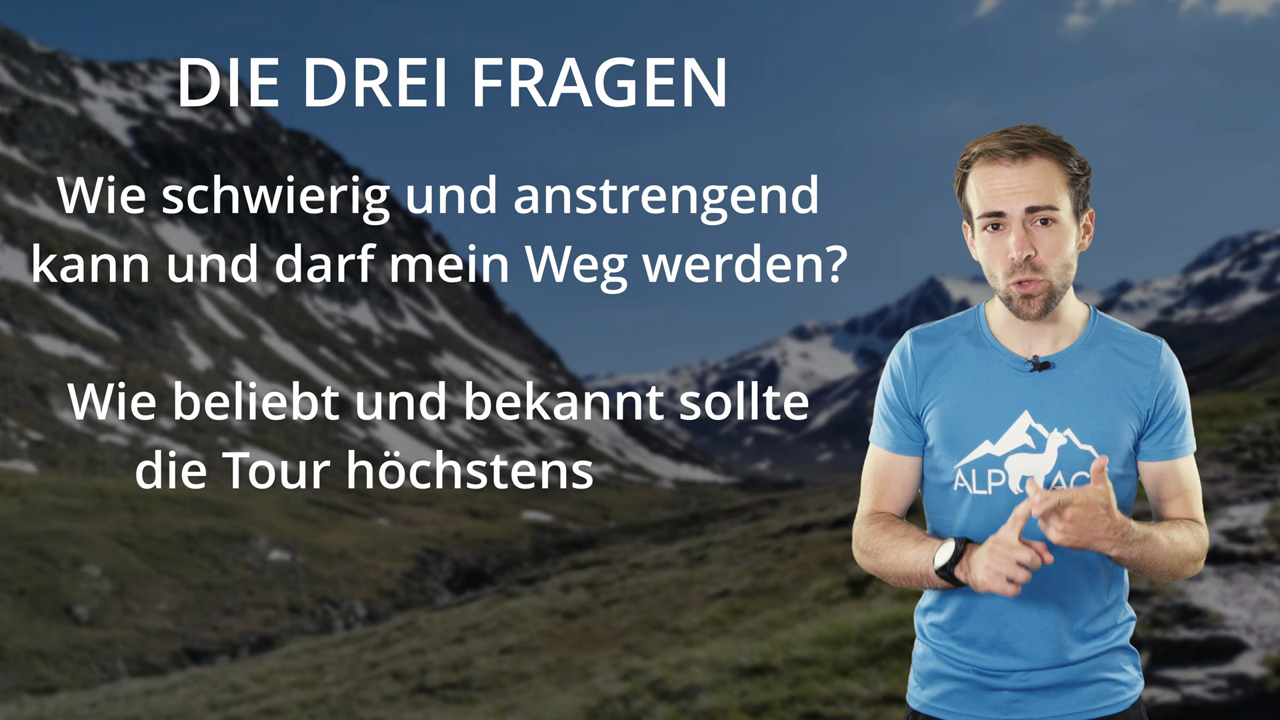 DIE DREI FRAGEN
Wie schwierig und anstrengend
kann und darf mein Weg werden?
Wie beliebt und bekannt sollte
die Tour höchstens